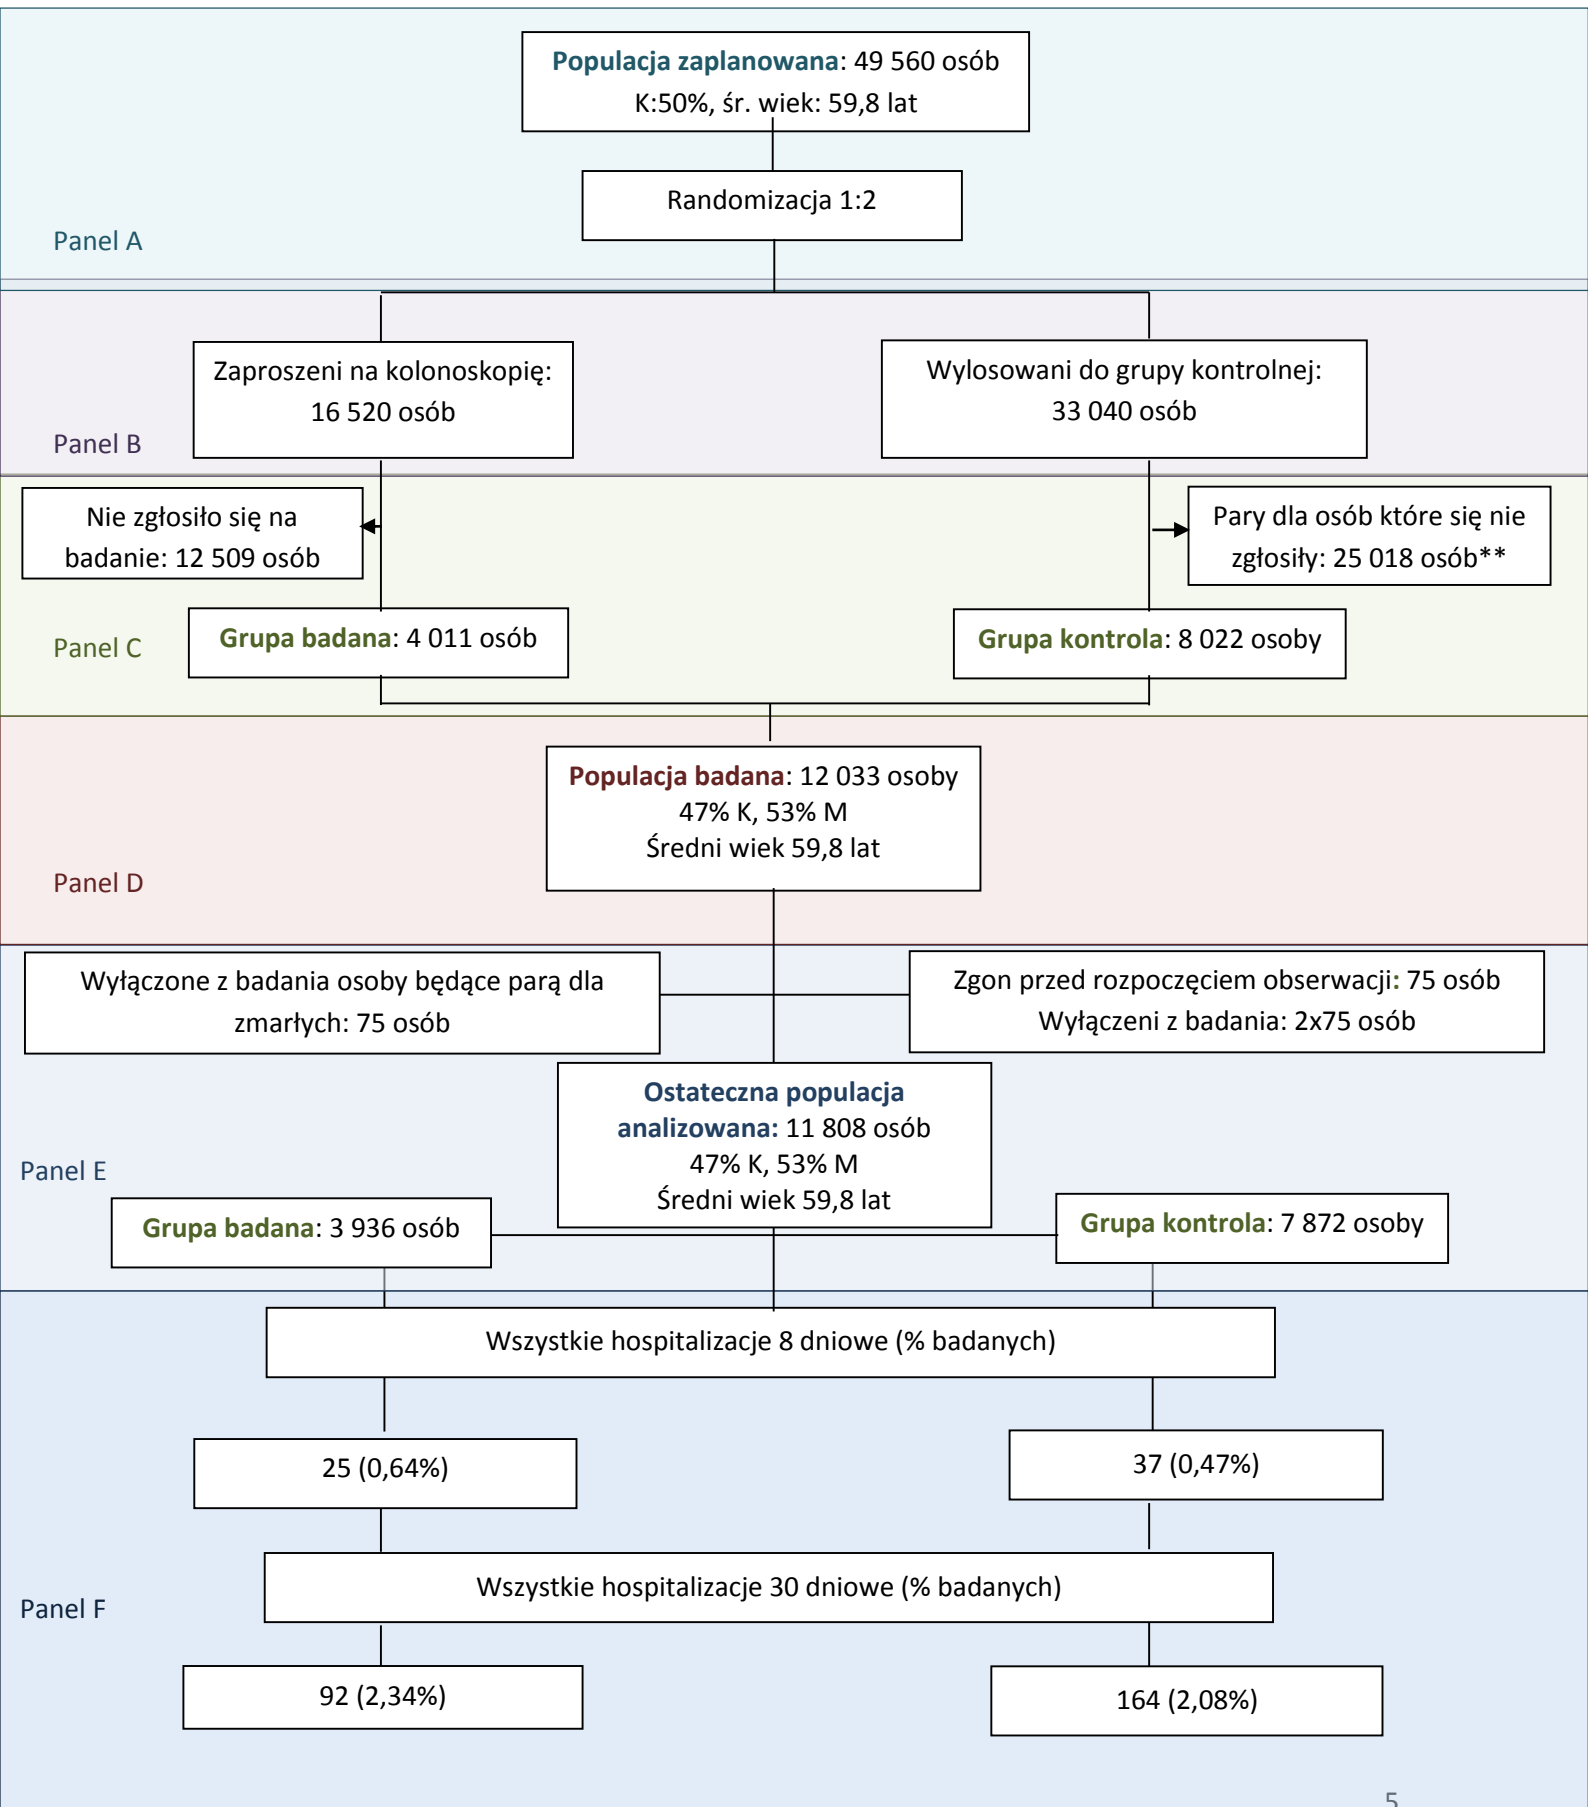 Populacja zaplanowana: 49 560 osób
K:50%, śr. wiek: 59,8 lat
Randomizacja 1:2
Panel A
Zaproszeni na kolonoskopię:
16 520 osób
Wylosowani do grupy kontrolnej:
33 040 osób
Panel B
Nie zgłosiło się na
badanie: 12 509 osób
Pary dla osób które się nie
zgłosiły: 25 018 osób**
Grupa badana: 4 011 osób
Grupa kontrola: 8 022 osoby
Panel C
Populacja badana: 12 033 osoby
47% K, 53% M
Średni wiek 59,8 lat
Panel D
Wyłączone z badania osoby będące parą dla
zmarłych: 75 osób
Zgon przed rozpoczęciem obserwacji: 75 osób
Wyłączeni z badania: 2x75 osób
Ostateczna populacja
analizowana: 11 808 osób
47% K, 53% M
Średni wiek 59,8 lat
Panel E
Grupa badana: 3 936 osób
Grupa kontrola: 7 872 osoby
Wszystkie hospitalizacje 8 dniowe (% badanych)
25 (0,64%)
37 (0,47%)
Wszystkie hospitalizacje 30 dniowe (% badanych)
Panel F
92 (2,34%)
164 (2,08%)
5